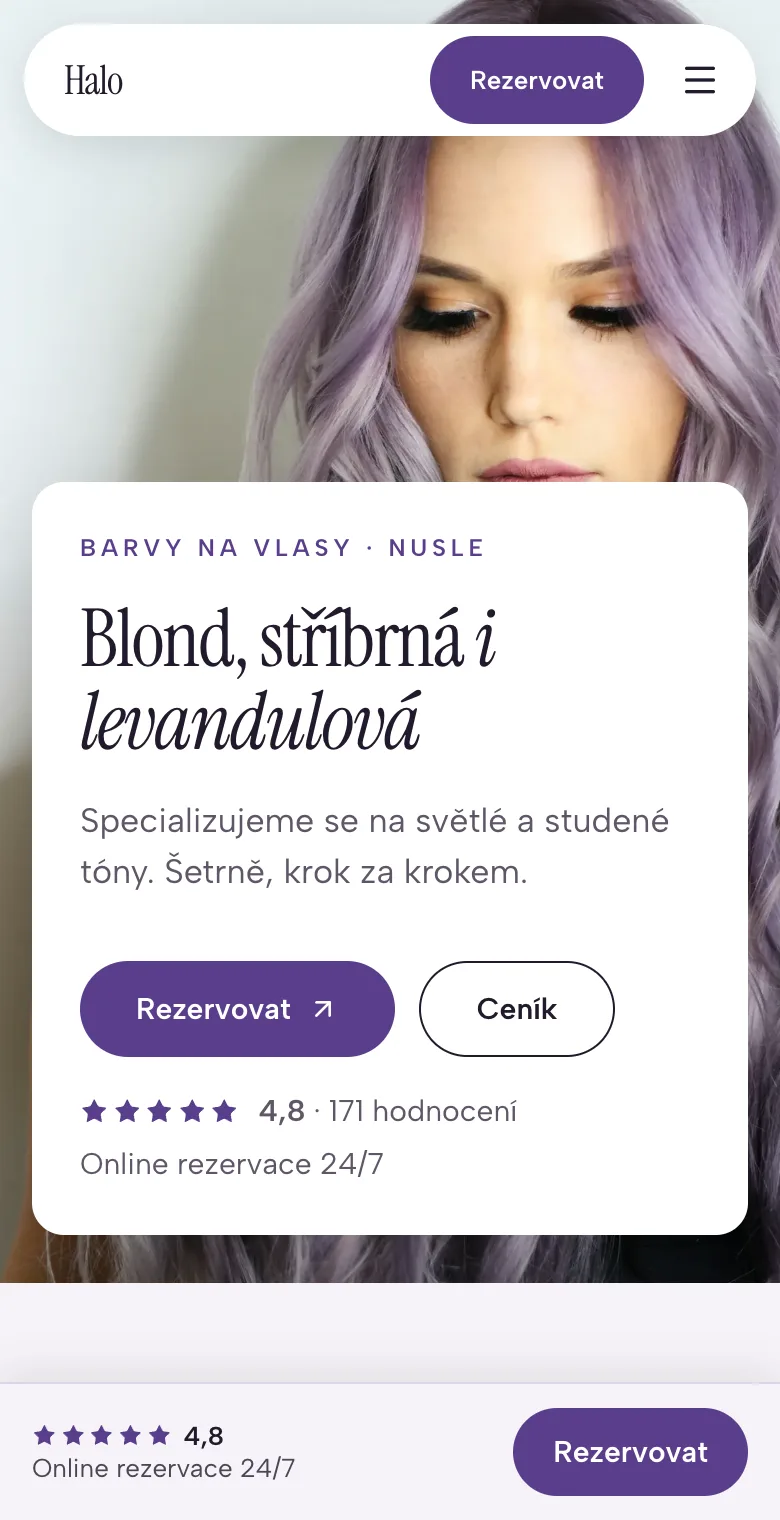 Halo
Rezervovat
BARVY NA VLASY · NUSLE
Blond, stříbrná i
levandulová
Specializujeme se na světlé a studené
tóny. Šetrně, krok za krokem.
Rezervovat
Ceník
4,8 · 171 hodnocení
Online rezervace 24/7
4,8
Online rezervace 24/7
Rezervovat